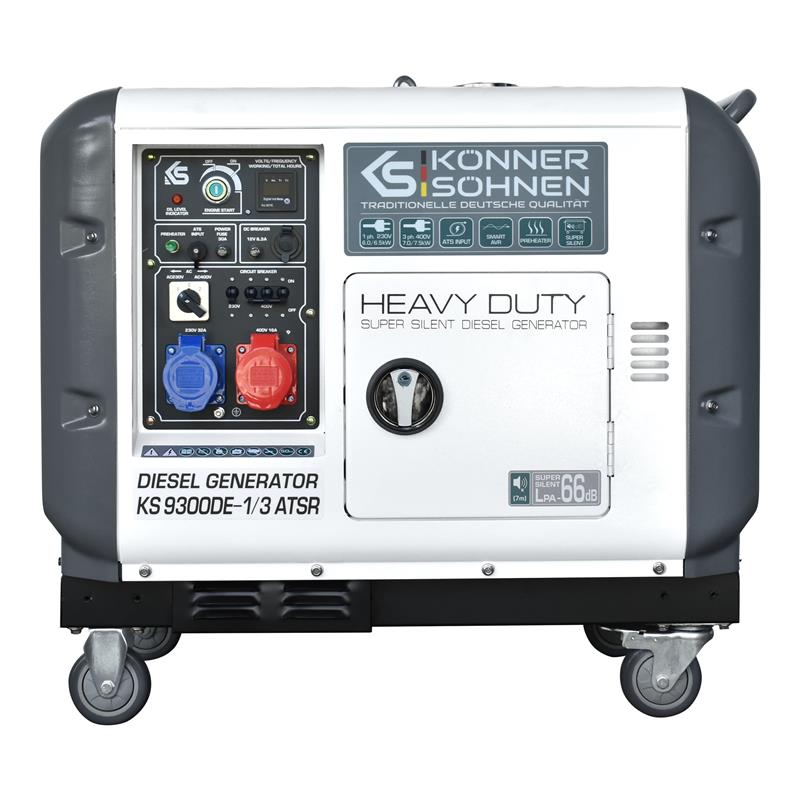 KS
OFF ON
VOLTS/FREQUENCY
WORKING/TOTAL HOURS
OIL LEVEL
INDICATOR
ENGINE START
PREHEATER
ATS
INPUT
POWER
FUSE
30A
DC BREAKER
12V 8.3A
AC
AC230V AC400V
CIRCUIT BREAKER
ON
230V
400V
OFF
230V 32A
400V 16A
KS KÖNNER
SÖHNEN
TRADITIONELLE DEUTSCHE QUALITÄT
1 ph. 230V
6.0/6.5kW
3 ph. 400V
7.0/7.5kW
ATS INPUT
SMART
AVR
PREHEATER
SUPER
SILENT
HEAVY DUTY
SUPER SILENT DIESEL GENERATOR
DIESEL GENERATOR
KS 9300DE-1/3 ATSR
(7m)
SUPER
SILENT
LPA-66dB